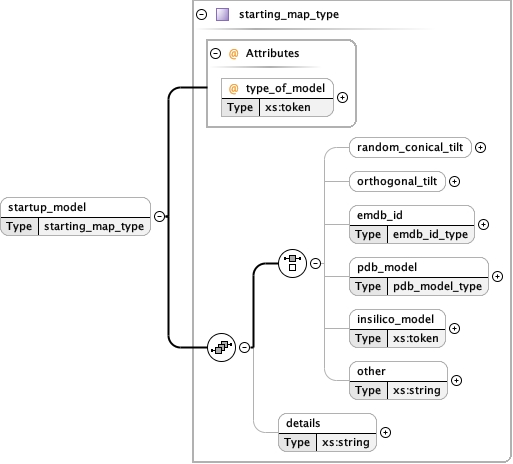 starting_map_type
@ Attributes
@ type_of_model
Type xs:token
random_conical_tilt
orthogonal_tilt
startup_model
Type starting_map_type
emdb_id
Type emdb_id_type
pdb_model
Type pdb_model_type
insilico_model
Type xs:token
other
Type xs:string
details
Type xs:string